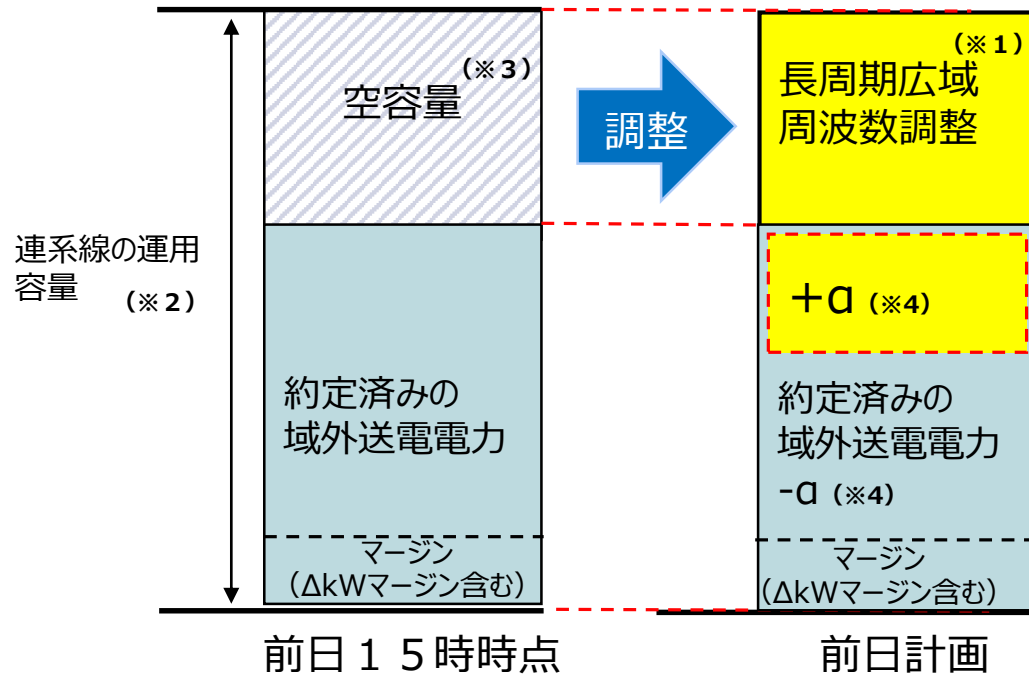 （※３）
空容量
調整
（※１）
長周期広域
周波数調整
連系線の運用
容量 （※２）
＋α（※4）
約定済みの
域外送電電力
約定済みの
域外送電電力
-α（※4）
マージン
（ΔkWマージン含む）
マージン
（ΔkWマージン含む）
前日１５時時点
前日計画